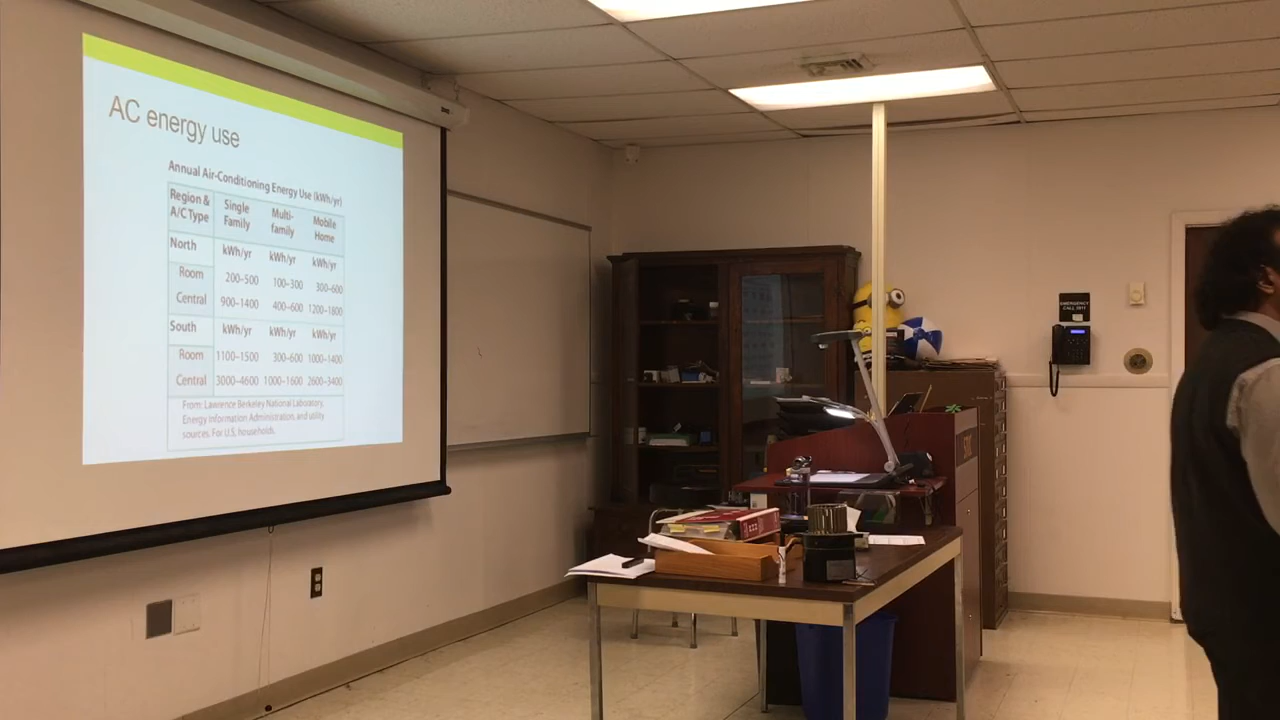 AC energy use
Annual Air-Conditioning Energy Use (kWh/yr)
Region & A/C Type Single Family Multi-family Mobile Home
North kWh/yr kWh/yr kWh/yr
Room 200–500 100–300 300–600
Central 900–1400 400–600 1200–1800
South kWh/yr kWh/yr kWh/yr
Room 1100–1500 300–600 1000–1400
Central 3000–4600 1000–1600 2600–3400
From: Lawrence Berkeley National Laboratory,
Energy Information Administration, and utility
sources. For U.S. households.
EMERGENCY
CALL 2911